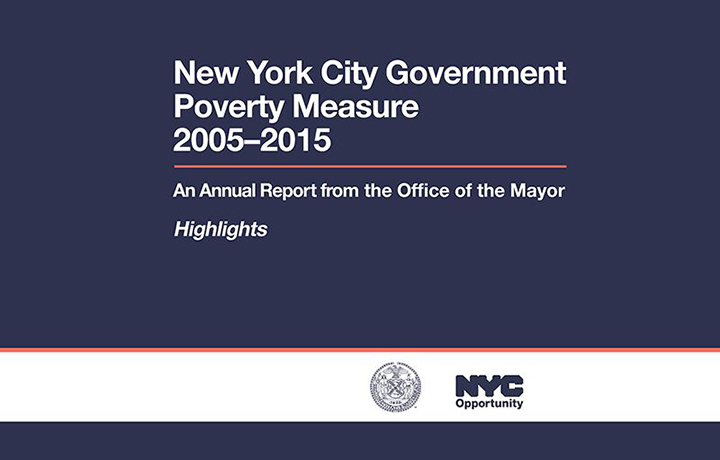 New York City Government
Poverty Measure
2005–2015
An Annual Report from the Office of the Mayor
Highlights
NYC
Opportunity